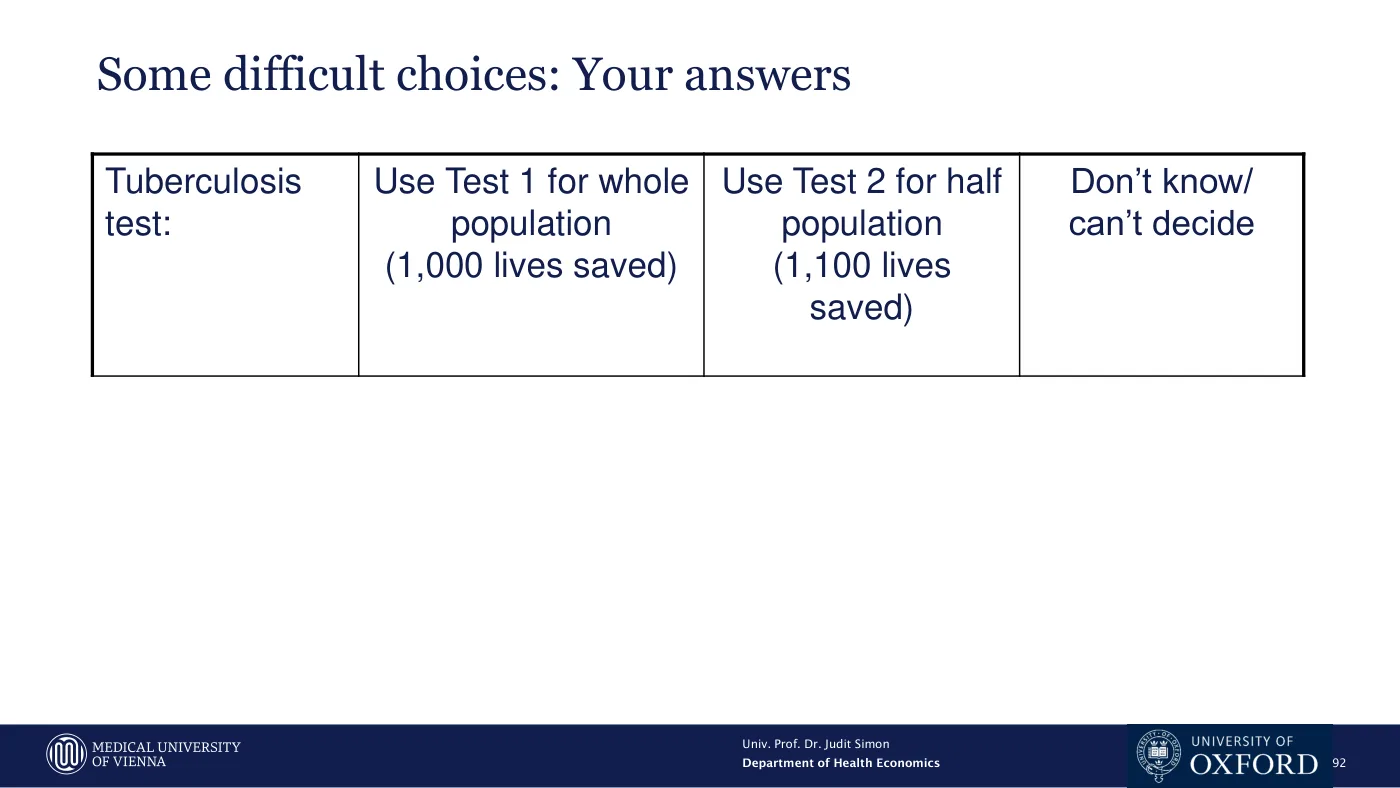 Some difficult choices: Your answers
Tuberculosis
test:
Use Test 1 for whole
population
(1,000 lives saved)
Use Test 2 for half
population
(1,100 lives
saved)
Don’t know/
can’t decide
MEDICAL UNIVERSITY
OF VIENNA
Univ. Prof. Dr. Judit Simon
Department of Health Economics
UNIVERSITY OF
OXFORD
92